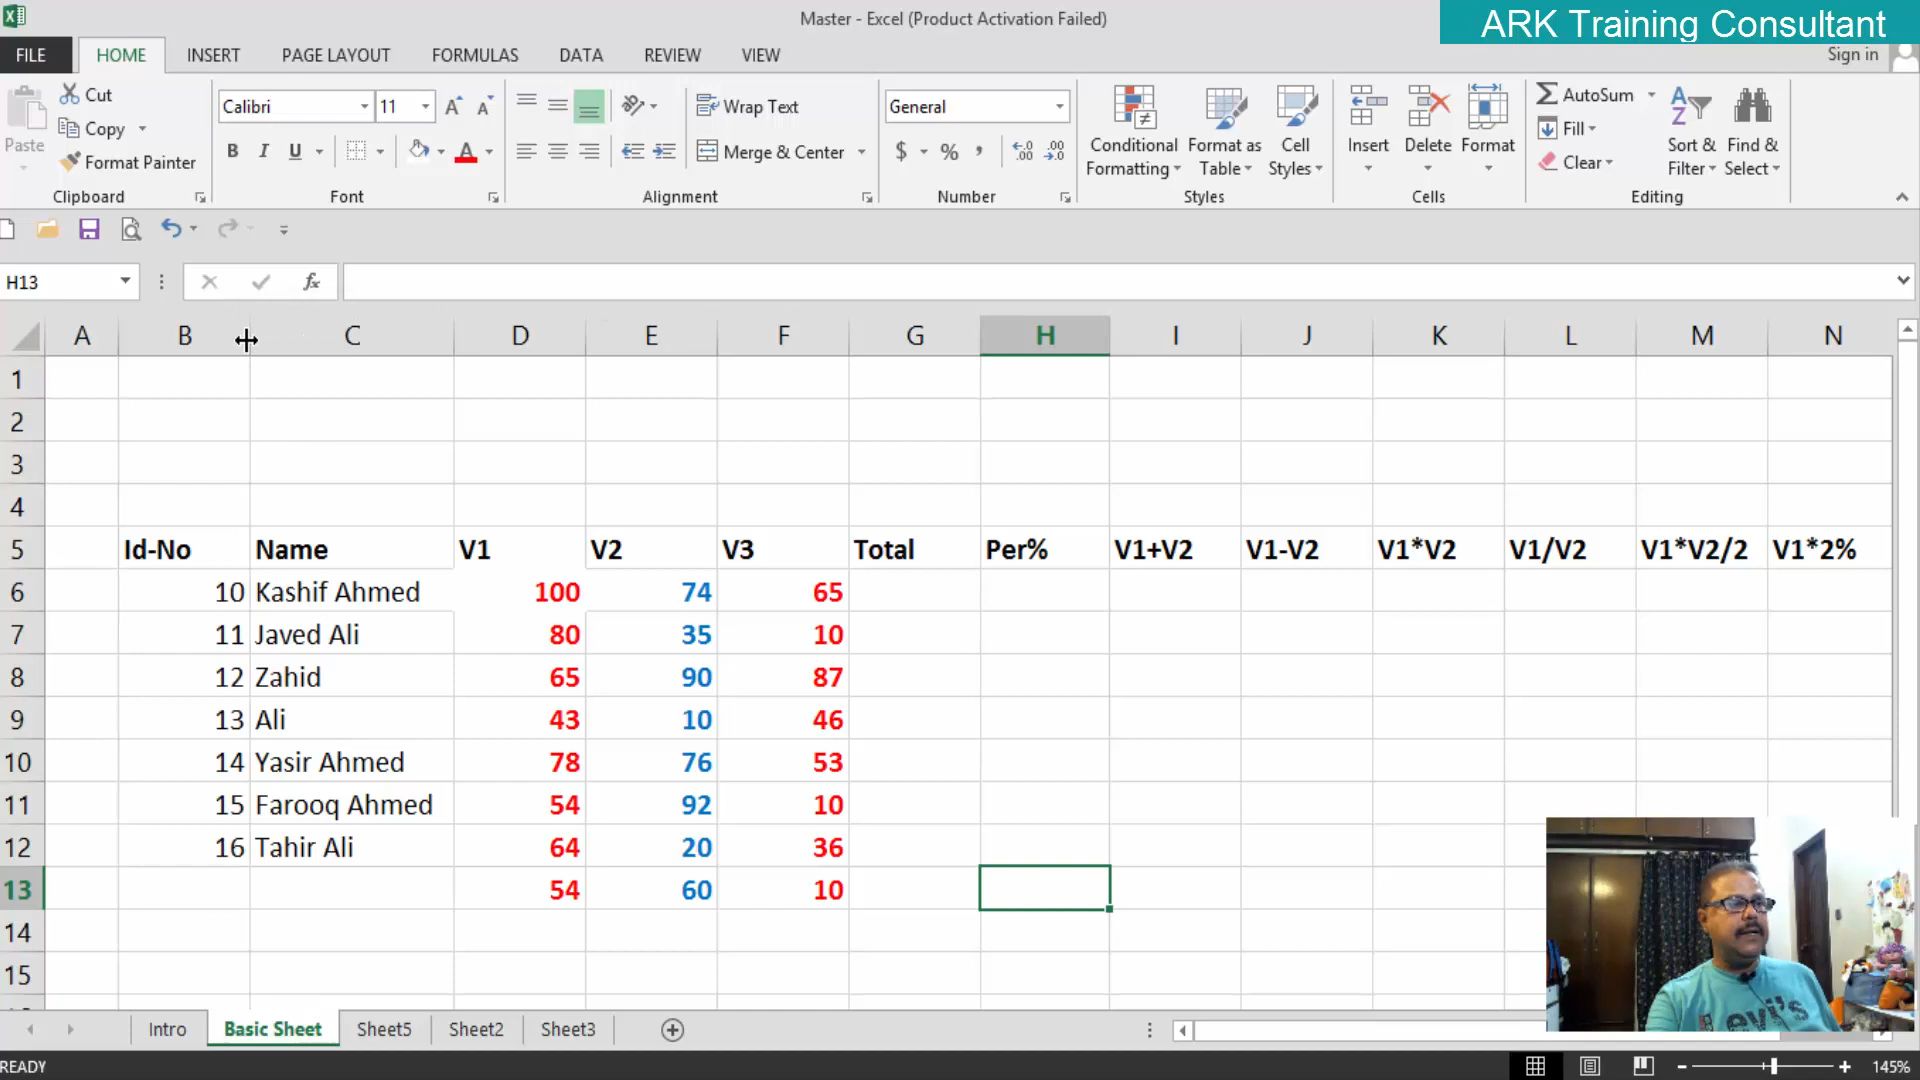 Master - Excel (Product Activation Failed)
ARK Training Consultant
FILE HOME INSERT PAGE LAYOUT FORMULAS DATA REVIEW VIEW Sign in
Paste
Cut
Copy
Format Painter
Clipboard
Calibri 11
B I U
Font
Wrap Text
Merge & Center
Alignment
General
$ % ,
Number
Conditional Formatting
Format as Table
Cell Styles
Styles
Insert
Delete
Format
Cells
AutoSum
Fill
Clear
Sort & Filter
Find & Select
Editing
H13
fx
A B C D E F G H I J K L M N
1
2
3
4
5 Id-No Name V1 V2 V3 Total Per% V1+V2 V1-V2 V1*V2 V1/V2 V1*V2/2 V1*2%
6 10 Kashif Ahmed 100 74 65
7 11 Javed Ali 80 35 10
8 12 Zahid 65 90 87
9 13 Ali 43 10 46
10 14 Yasir Ahmed 78 76 53
11 15 Farooq Ahmed 54 92 10
12 16 Tahir Ali 64 20 36
13 54 60 10
14
15
Levi's
Intro Basic Sheet Sheet5 Sheet2 Sheet3
READY
145%